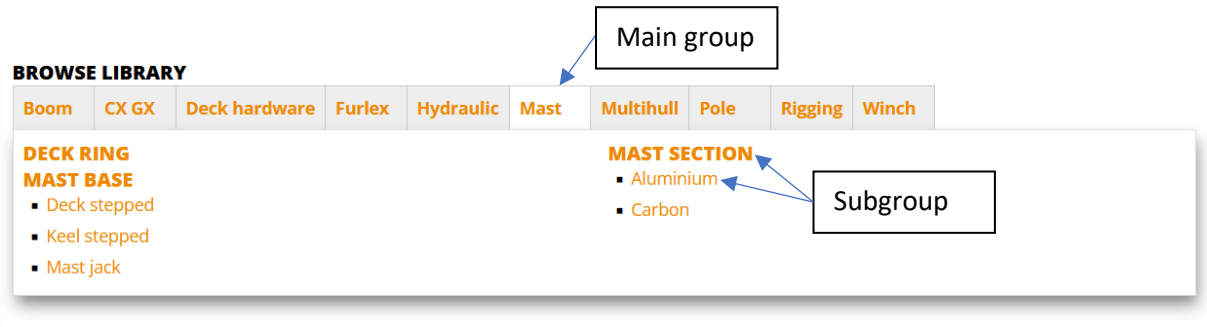 Main group
BROWSE LIBRARY
Boom CX GX Deck hardware Furlex Hydraulic Mast Multihull Pole Rigging Winch
DECK RING
MAST BASE
Deck stepped
Keel stepped
Mast jack
MAST SECTION
Aluminium
Carbon
Subgroup